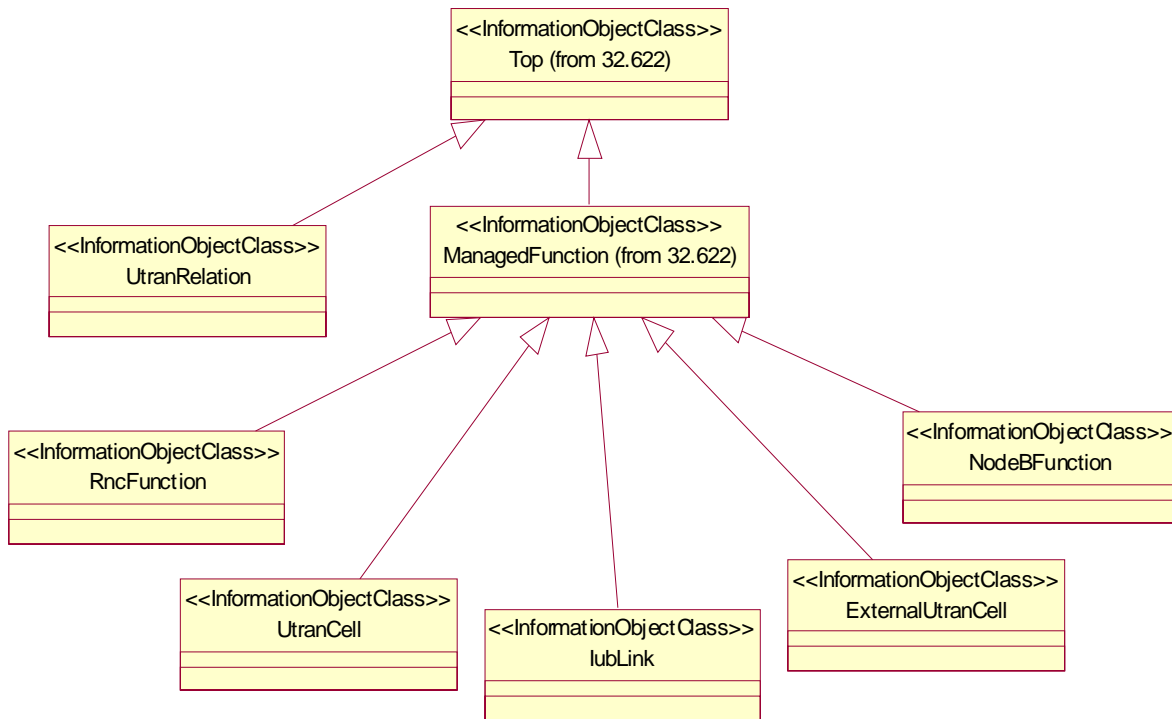 <<InformationObjectClass>>
Top (from 32.622)
<<InformationObjectClass>>
UtranRelation
<<InformationObjectClass>>
ManagedFunction (from 32.622)
<<InformationObjectClass>>
RncFunction
<<InformationObjectClass>>
NodeBFunction
<<InformationObjectClass>>
UtranCell
<<InformationObjectClass>>
IubLink
<<InformationObjectClass>>
ExternalUtranCell